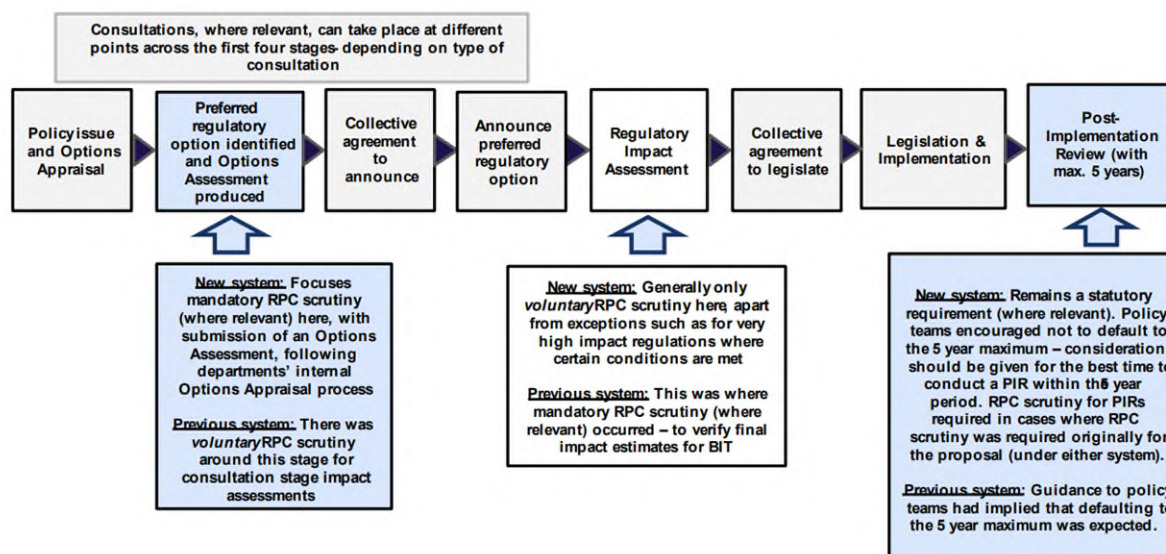 Consultations, where relevant, can take place at different
points across the first four stages- depending on type of
consultation
Policy issue
and Options
Appraisal
Preferred
regulatory
option identified
and Options
Assessment
produced
Collective
agreement
to
announce
Announce
preferred
regulatory
option
Regulatory
Impact
Assessment
Collective
agreement
to legislate
Legislation &
Implementation
Post-
Implementation
Review (with
max. 5 years)
New system: Focuses
mandatory RPC scrutiny
(where relevant) here, with
submission of an Options
Assessment, following
departments' internal
Options Appraisal process
Previous system: There was
voluntary RPC scrutiny
around this stage for
consultation stage impact
assessments
New system: Generally only
voluntary RPC scrutiny here, apart
from exceptions such as for very
high impact regulations where
certain conditions are met
Previous system: This was where
mandatory RPC scrutiny (where
relevant) occurred – to verify final
impact estimates for BIT
New system: Remains a statutory
requirement (where relevant). Policy
teams encouraged not to default to
the 5 year maximum – consideration
should be given for the best time to
conduct a PIR within the 5 year
period. RPC scrutiny for PIRs
required in cases where RPC
scrutiny was required originally for
the proposal (under either system).
Previous system: Guidance to policy
teams had implied that defaulting to
the 5 year maximum was expected.